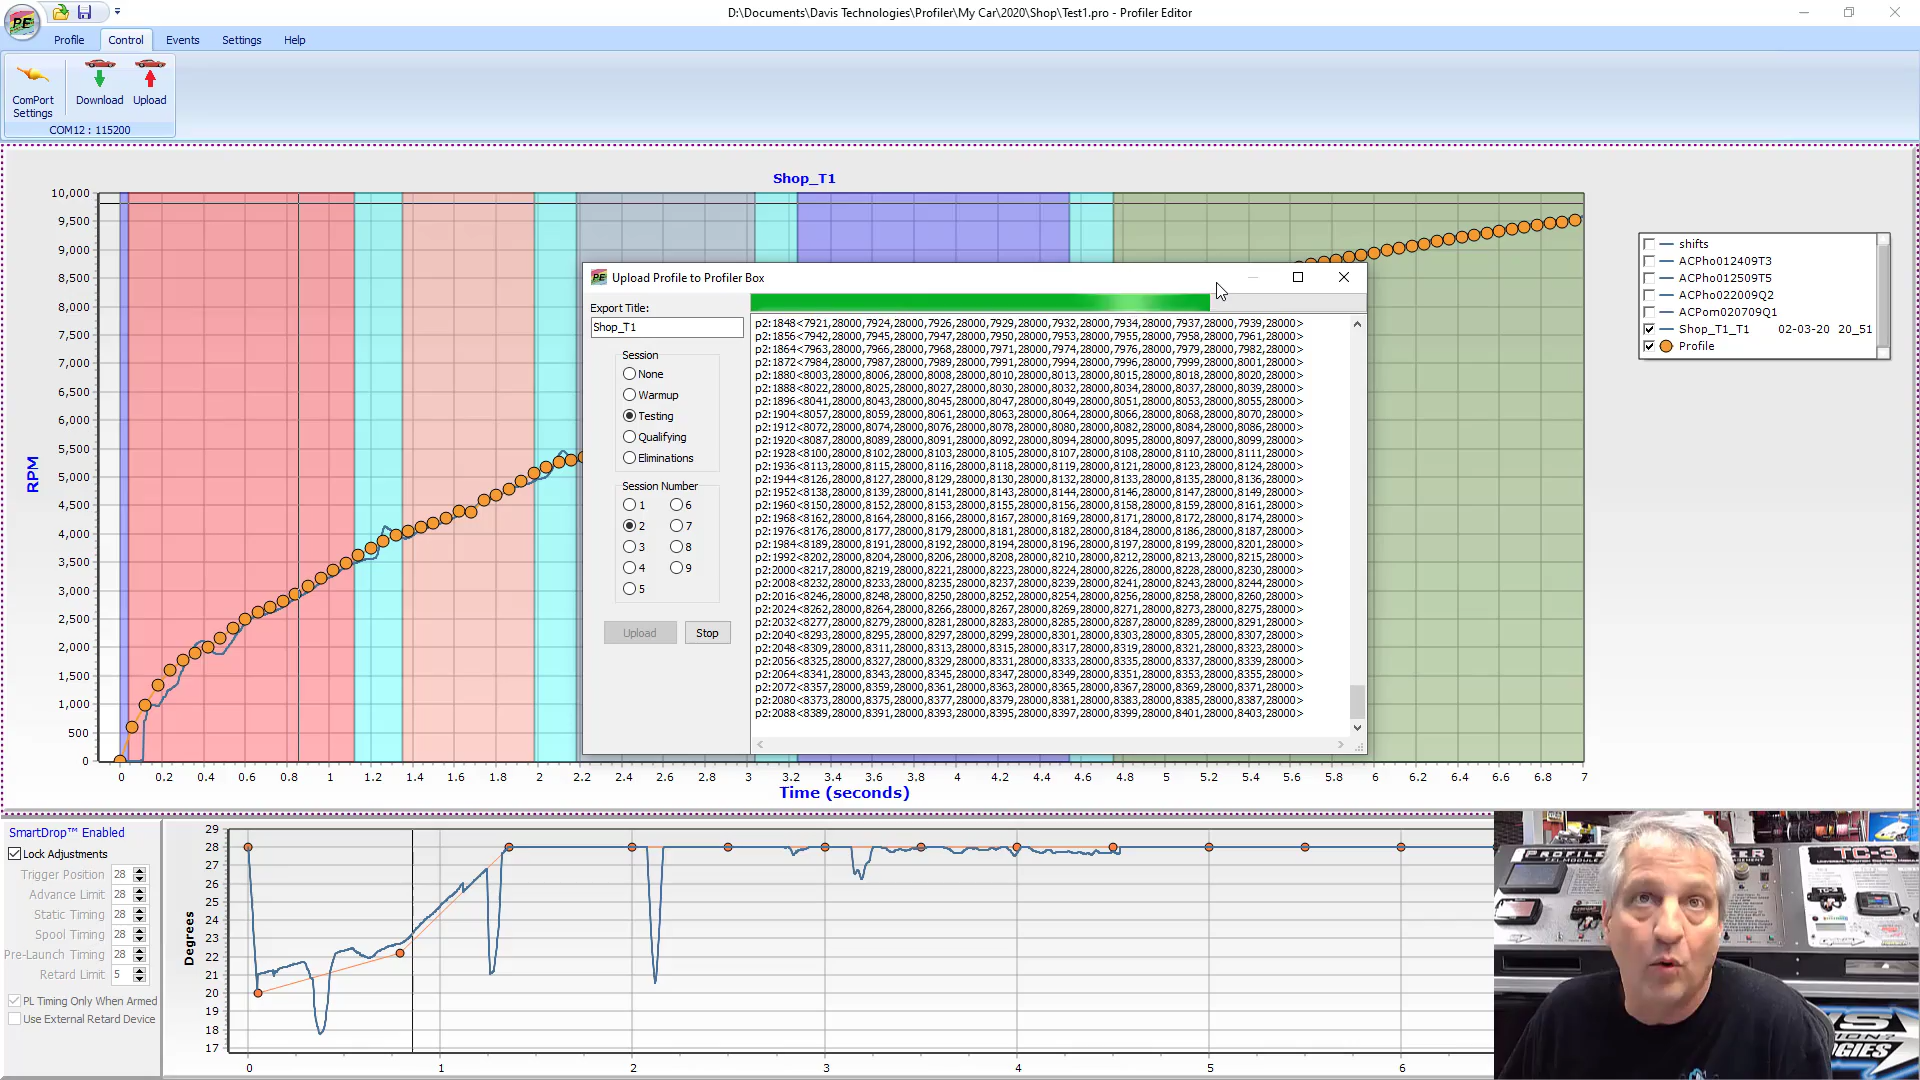 D:\Documents\Davis Technologies\Profiler\My Car\2020\Shop\Test1.pro - Profiler Editor
PE
Profile
Control
Events
Settings
Help
ComPort Settings
Download
Upload
COM12 : 115200
Shop_T1
RPM
10,000
9,500
9,000
8,500
8,000
7,500
7,000
6,500
6,000
5,500
5,000
4,500
4,000
3,500
3,000
2,500
2,000
1,500
1,000
500
0
0 0.2 0.4 0.6 0.8 1 1.2 1.4 1.6 1.8 2 2.2 2.4 2.6 2.8 3 3.2 3.4 3.6 3.8 4 4.2 4.4 4.6 4.8 5 5.2 5.4 5.6 5.8 6 6.2 6.4 6.6 6.8 7
Time (seconds)
shifts
ACPho012409T3
ACPho012509T5
ACPho022009Q2
ACPom020709Q1
Shop_T1_T1 02-03-20 20_51
Profile
PE Upload Profile to Profiler Box
Export Title:
Shop_T1
Session
None
Warmup
Testing
Qualifying
Eliminations
Session Number
1 6
2 7
3 8
4 9
5
Upload
Stop
p2:1848<7921,28000,7924,28000,7926,28000,7929,28000,7932,28000,7934,28000,7937,28000,7939,28000>
p2:1856<7942,28000,7945,28000,7947,28000,7950,28000,7953,28000,7955,28000,7958,28000,7961,28000>
p2:1864<7963,28000,7966,28000,7968,28000,7971,28000,7974,28000,7976,28000,7979,28000,7982,28000>
p2:1872<7984,28000,7987,28000,7989,28000,7991,28000,7994,28000,7996,28000,7999,28000,8001,28000>
p2:1880<8003,28000,8006,28000,8008,28000,8010,28000,8013,28000,8015,28000,8018,28000,8020,28000>
p2:1888<8022,28000,8025,28000,8027,28000,8030,28000,8032,28000,8034,28000,8037,28000,8039,28000>
p2:1896<8041,28000,8043,28000,8045,28000,8047,28000,8049,28000,8051,28000,8053,28000,8055,28000>
p2:1904<8057,28000,8059,28000,8061,28000,8063,28000,8064,28000,8066,28000,8068,28000,8070,28000>
p2:1912<8072,28000,8074,28000,8076,28000,8078,28000,8080,28000,8082,28000,8084,28000,8086,28000>
p2:1920<8087,28000,8089,28000,8091,28000,8092,28000,8094,28000,8095,28000,8097,28000,8099,28000>
p2:1928<8100,28000,8102,28000,8103,28000,8105,28000,8107,28000,8108,28000,8110,28000,8111,28000>
p2:1936<8113,28000,8115,28000,8116,28000,8118,28000,8119,28000,8121,28000,8123,28000,8124,28000>
p2:1944<8126,28000,8127,28000,8129,28000,8130,28000,8132,28000,8133,28000,8135,28000,8136,28000>
p2:1952<8138,28000,8139,28000,8141,28000,8143,28000,8144,28000,8146,28000,8147,28000,8149,28000>
p2:1960<8150,28000,8152,28000,8153,28000,8155,28000,8156,28000,8158,28000,8159,28000,8161,28000>
p2:1968<8162,28000,8164,28000,8166,28000,8167,28000,8169,28000,8171,28000,8172,28000,8174,28000>
p2:1976<8176,28000,8177,28000,8179,28000,8181,28000,8182,28000,8184,28000,8186,28000,8187,28000>
p2:1984<8189,28000,8191,28000,8192,28000,8194,28000,8196,28000,8197,28000,8199,28000,8201,28000>
p2:1992<8202,28000,8204,28000,8206,28000,8208,28000,8210,28000,8212,28000,8213,28000,8215,28000>
p2:2000<8217,28000,8219,28000,8221,28000,8223,28000,8224,28000,8226,28000,8228,28000,8230,28000>
p2:2008<8232,28000,8233,28000,8235,28000,8237,28000,8239,28000,8241,28000,8243,28000,8244,28000>
p2:2016<8246,28000,8248,28000,8250,28000,8252,28000,8254,28000,8256,28000,8258,28000,8260,28000>
p2:2024<8262,28000,8264,28000,8266,28000,8267,28000,8269,28000,8271,28000,8273,28000,8275,28000>
p2:2032<8277,28000,8279,28000,8281,28000,8283,28000,8285,28000,8287,28000,8289,28000,8291,28000>
p2:2040<8293,28000,8295,28000,8297,28000,8299,28000,8301,28000,8303,28000,8305,28000,8307,28000>
p2:2048<8309,28000,8311,28000,8313,28000,8315,28000,8317,28000,8319,28000,8321,28000,8323,28000>
p2:2056<8325,28000,8327,28000,8329,28000,8331,28000,8333,28000,8335,28000,8337,28000,8339,28000>
p2:2064<8341,28000,8343,28000,8345,28000,8347,28000,8349,28000,8351,28000,8353,28000,8355,28000>
p2:2072<8357,28000,8359,28000,8361,28000,8363,28000,8365,28000,8367,28000,8369,28000,8371,28000>
p2:2080<8373,28000,8375,28000,8377,28000,8379,28000,8381,28000,8383,28000,8385,28000,8387,28000>
p2:2088<8389,28000,8391,28000,8393,28000,8395,28000,8397,28000,8399,28000,8401,28000,8403,28000>
SmartDrop™ Enabled
Lock Adjustments
Trigger Position 28
Advance Limit 28
Static Timing 28
Spool Timing 28
Pre-Launch Timing 28
Retard Limit 5
PL Timing Only When Armed
Use External Retard Device
Degrees
29
28
27
26
25
24
23
22
21
20
19
18
17
0 1 2 3 4 5 6
PROFILER
TC-3